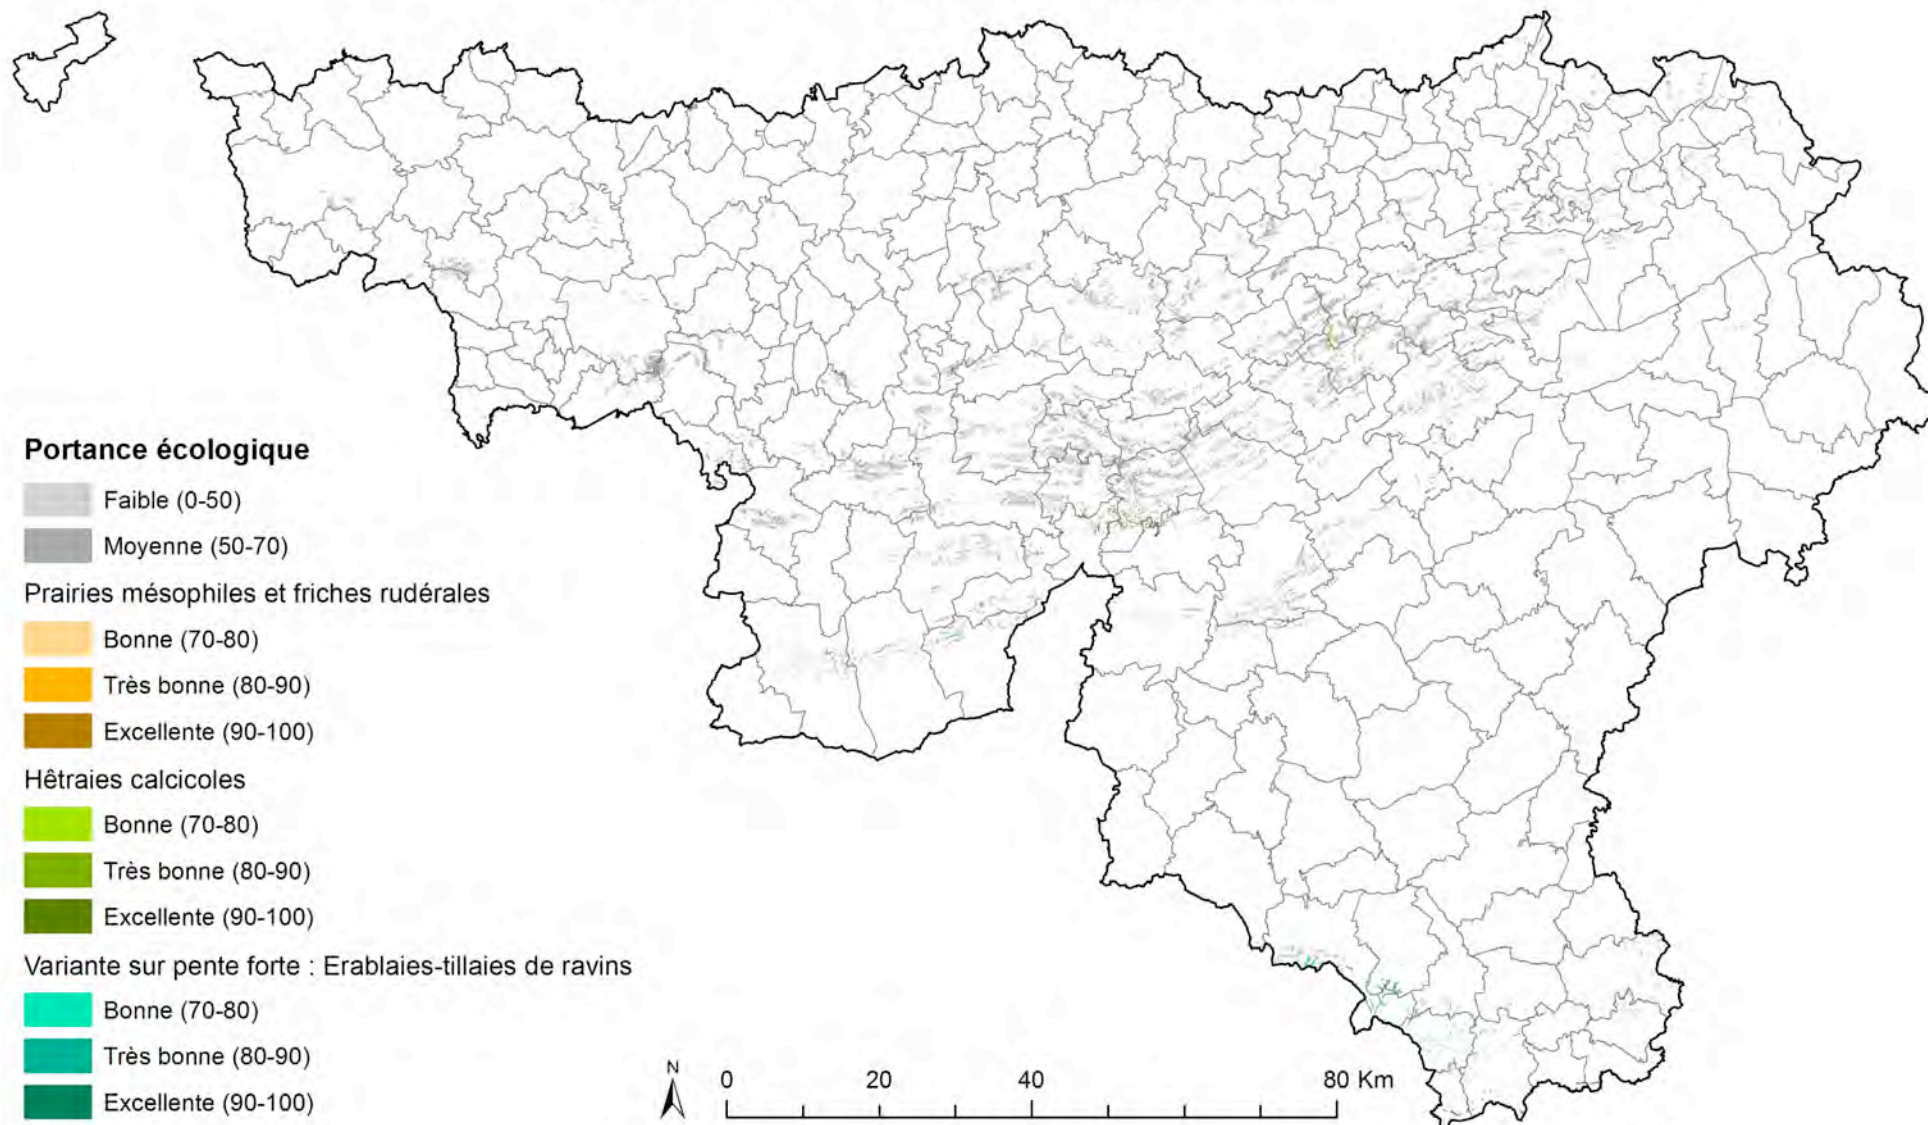 Portance écologique
Faible (0-50)
Moyenne (50-70)
Prairies mésophiles et friches rudérales
Bonne (70-80)
Très bonne (80-90)
Excellente (90-100)
Hêtraies calcicoles
Bonne (70-80)
Très bonne (80-90)
Excellente (90-100)
Variante sur pente forte : Erablaies-tillaies de ravins
Bonne (70-80)
Très bonne (80-90)
Excellente (90-100)
N
0 20 40 80 Km